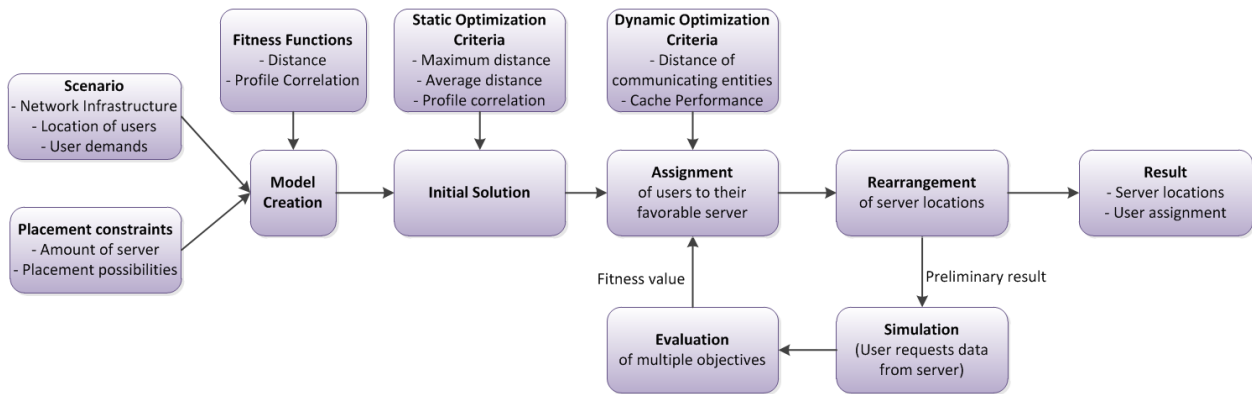 Scenario
- Network Infrastructure
- Location of users
- User demands
Placement constraints
- Amount of server
- Placement possibilities
Fitness Functions
- Distance
- Profile Correlation
Model
Creation
Static Optimization
Criteria
- Maximum distance
- Average distance
- Profile correlation
Initial Solution
Dynamic Optimization
Criteria
- Distance of
communicating entities
- Cache Performance
Assignment
of users to their
favorable server
Rearrangement
of server locations
Result
- Server locations
- User assignment
Fitness value
Preliminary result
Evaluation
of multiple objectives
Simulation
(User requests data
from server)